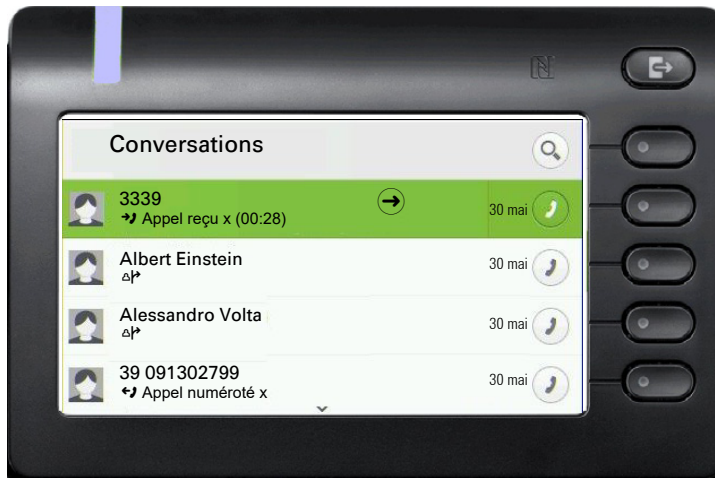 Conversations
3339
Appel reçu x (00:28)
30 mai
Albert Einstein
30 mai
Alessandro Volta
30 mai
39 091302799
Appel numéroté x
30 mai